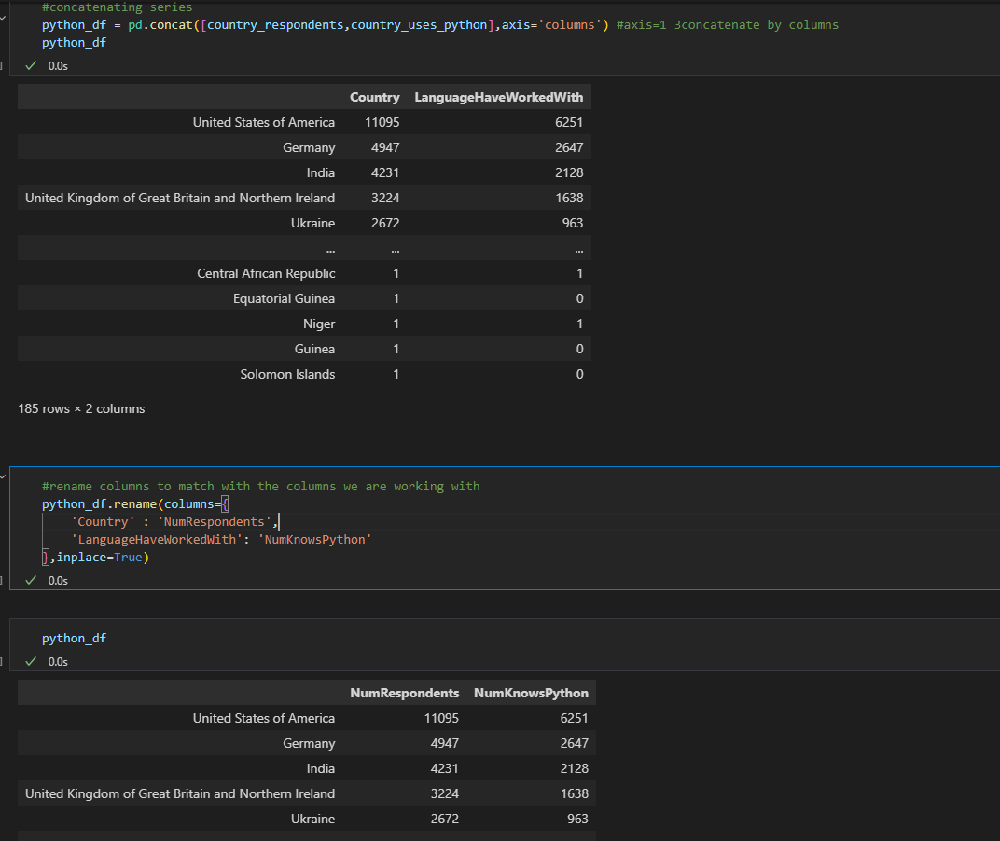 #concatenating series
python_df = pd.concat([country_respondents,country_uses_python],axis='columns') #axis=1 3concatenate by columns
python_df
0.0s
Country LanguageHaveWorkedWith
United States of America 11095 6251
Germany 4947 2647
India 4231 2128
United Kingdom of Great Britain and Northern Ireland 3224 1638
Ukraine 2672 963
... ... ...
Central African Republic 1 1
Equatorial Guinea 1 0
Niger 1 1
Guinea 1 0
Solomon Islands 1 0
185 rows × 2 columns
#rename columns to match with the columns we are working with
python_df.rename(columns={
'Country' : 'NumRespondents',
'LanguageHaveWorkedWith': 'NumKnowsPython'
},inplace=True)
0.0s
python_df
0.0s
NumRespondents NumKnowsPython
United States of America 11095 6251
Germany 4947 2647
India 4231 2128
United Kingdom of Great Britain and Northern Ireland 3224 1638
Ukraine 2672 963